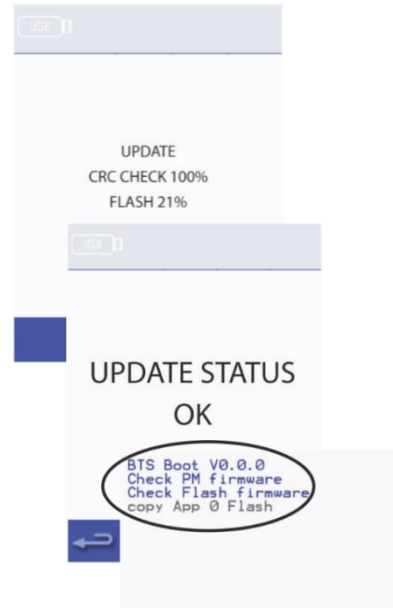 USB
UPDATE
CRC CHECK 100%
FLASH 21%
USB
UPDATE STATUS
OK
BTS Boot V0.0.0
Check PM firmware
Check Flash firmware
copy App 0 Flash